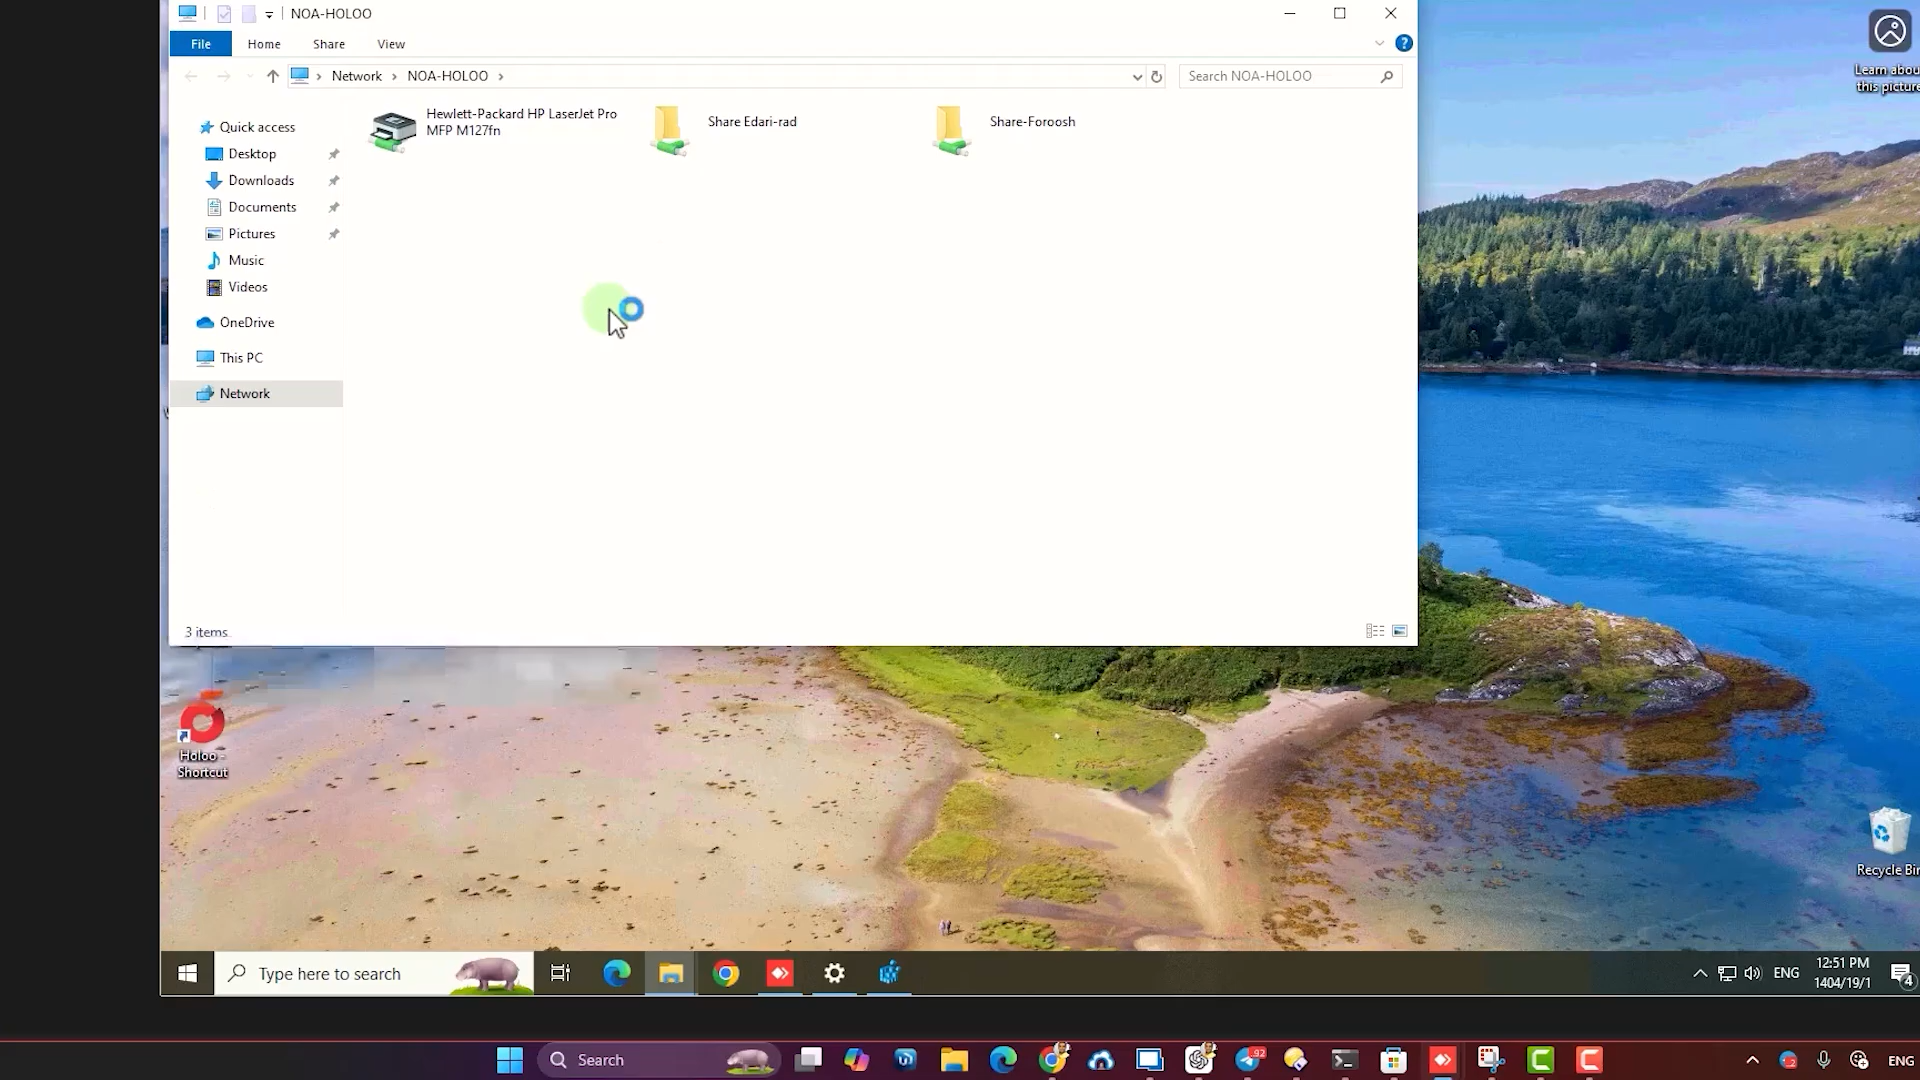 NOA-HOLOO
File Home Share View
Network NOA-HOLOO
Search NOA-HOLOO
Learn about
this picture
Hewlett-Packard HP LaserJet Pro
MFP M127fn
Share Edari-rad
Share-Foroosh
Quick access
Desktop
Downloads
Documents
Pictures
Music
Videos
OneDrive
This PC
Network
3 items
Holoo -
Shortcut
Recycle Bin
Type here to search
ENG
12:51 PM
1404/19/1
4
Search
92
ENG